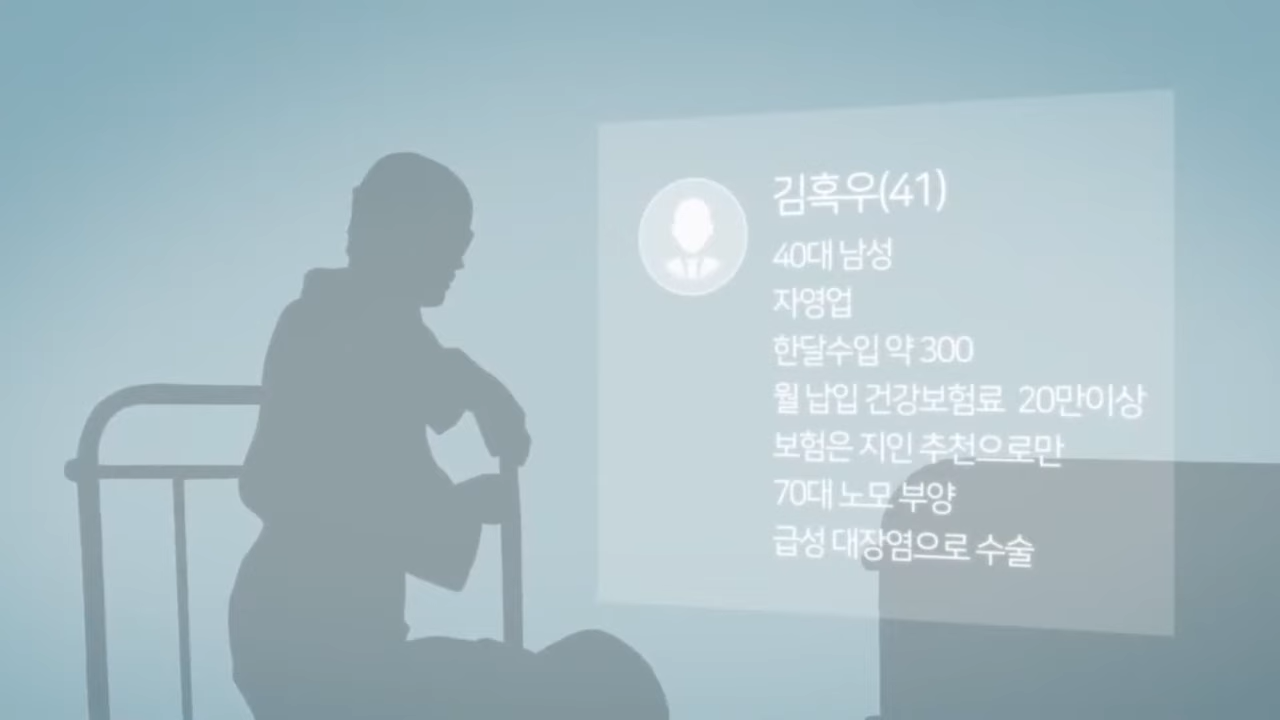 김혹우(41)
40대 남성
자영업
한달수입 약 300
월 납입 건강보험료 20만이상
보험은 지인 추천으로만
70대 노모 부양
급성 대장염으로 수술